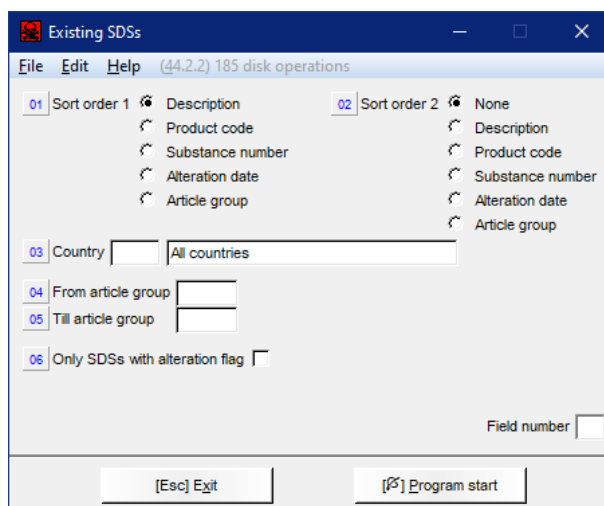 Existing SDSs
File Edit Help (44.2.2) 185 disk operations
01 Sort order 1 Description 02 Sort order 2 None
Product code Description
Substance number Product code
Alteration date Substance number
Article group Alteration date
Article group
03 Country All countries
04 From article group
05 Till article group
06 Only SDSs with alteration flag
Field number
[Esc] Exit [] Program start